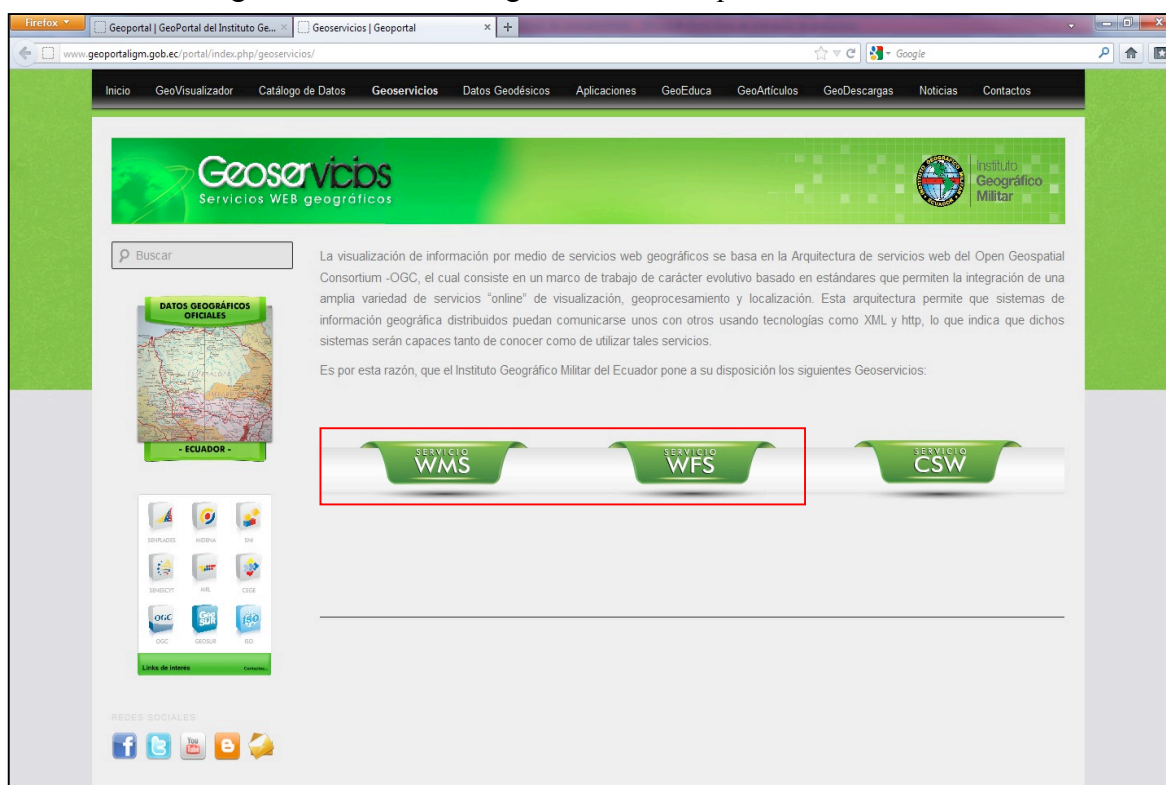 Firefox
Geoportal | GeoPortal del Instituto Ge...
Geoservicios | Geoportal
www.geoportaligm.gob.ec/portal/index.php/geoservicios/
Google
Inicio GeoVisualizador Catálogo de Datos Geoservicios Datos Geodésicos Aplicaciones GeoEduca GeoArtículos GeoDescargas Noticias Contactos
Geoservicios
Servicios WEB geográficos
Instituto
Geográfico
Militar
Buscar
La visualización de información por medio de servicios web geográficos se basa en la Arquitectura de servicios web del Open Geospatial
Consortium -OGC, el cual consiste en un marco de trabajo de carácter evolutivo basado en estándares que permiten la integración de una
amplia variedad de servicios "online" de visualización, geoprocesamiento y localización. Esta arquitectura permite que sistemas de
información geográfica distribuidos puedan comunicarse unos con otros usando tecnologías como XML y http, lo que indica que dichos
sistemas serán capaces tanto de conocer como de utilizar tales servicios.
Es por esta razón, que el Instituto Geográfico Militar del Ecuador pone a su disposición los siguientes Geoservicios:
DATOS GEOGRÁFICOS
OFICIALES
- ECUADOR -
SERVICIO
WMS
SERVICIO
WFS
SERVICIO
CSW
SENPLADES MIDENA SNI
SENESCYT MRL CEGE
OGC GEOSUR ISO
Links de Interés
REDES SOCIALES